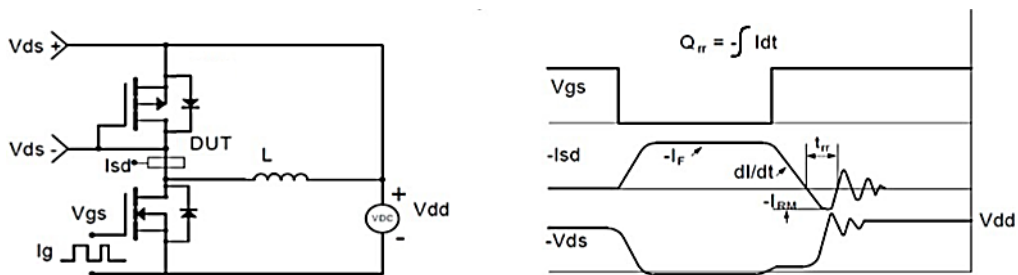 Vds +
Vds -
DUT
Isd
L
Vgs
Ig
+
VDC
-
Vdd
Qrr = -∫ Idt
Vgs
-Isd
-IF
dI/dt
trr
-IRM
Vdd
-Vds